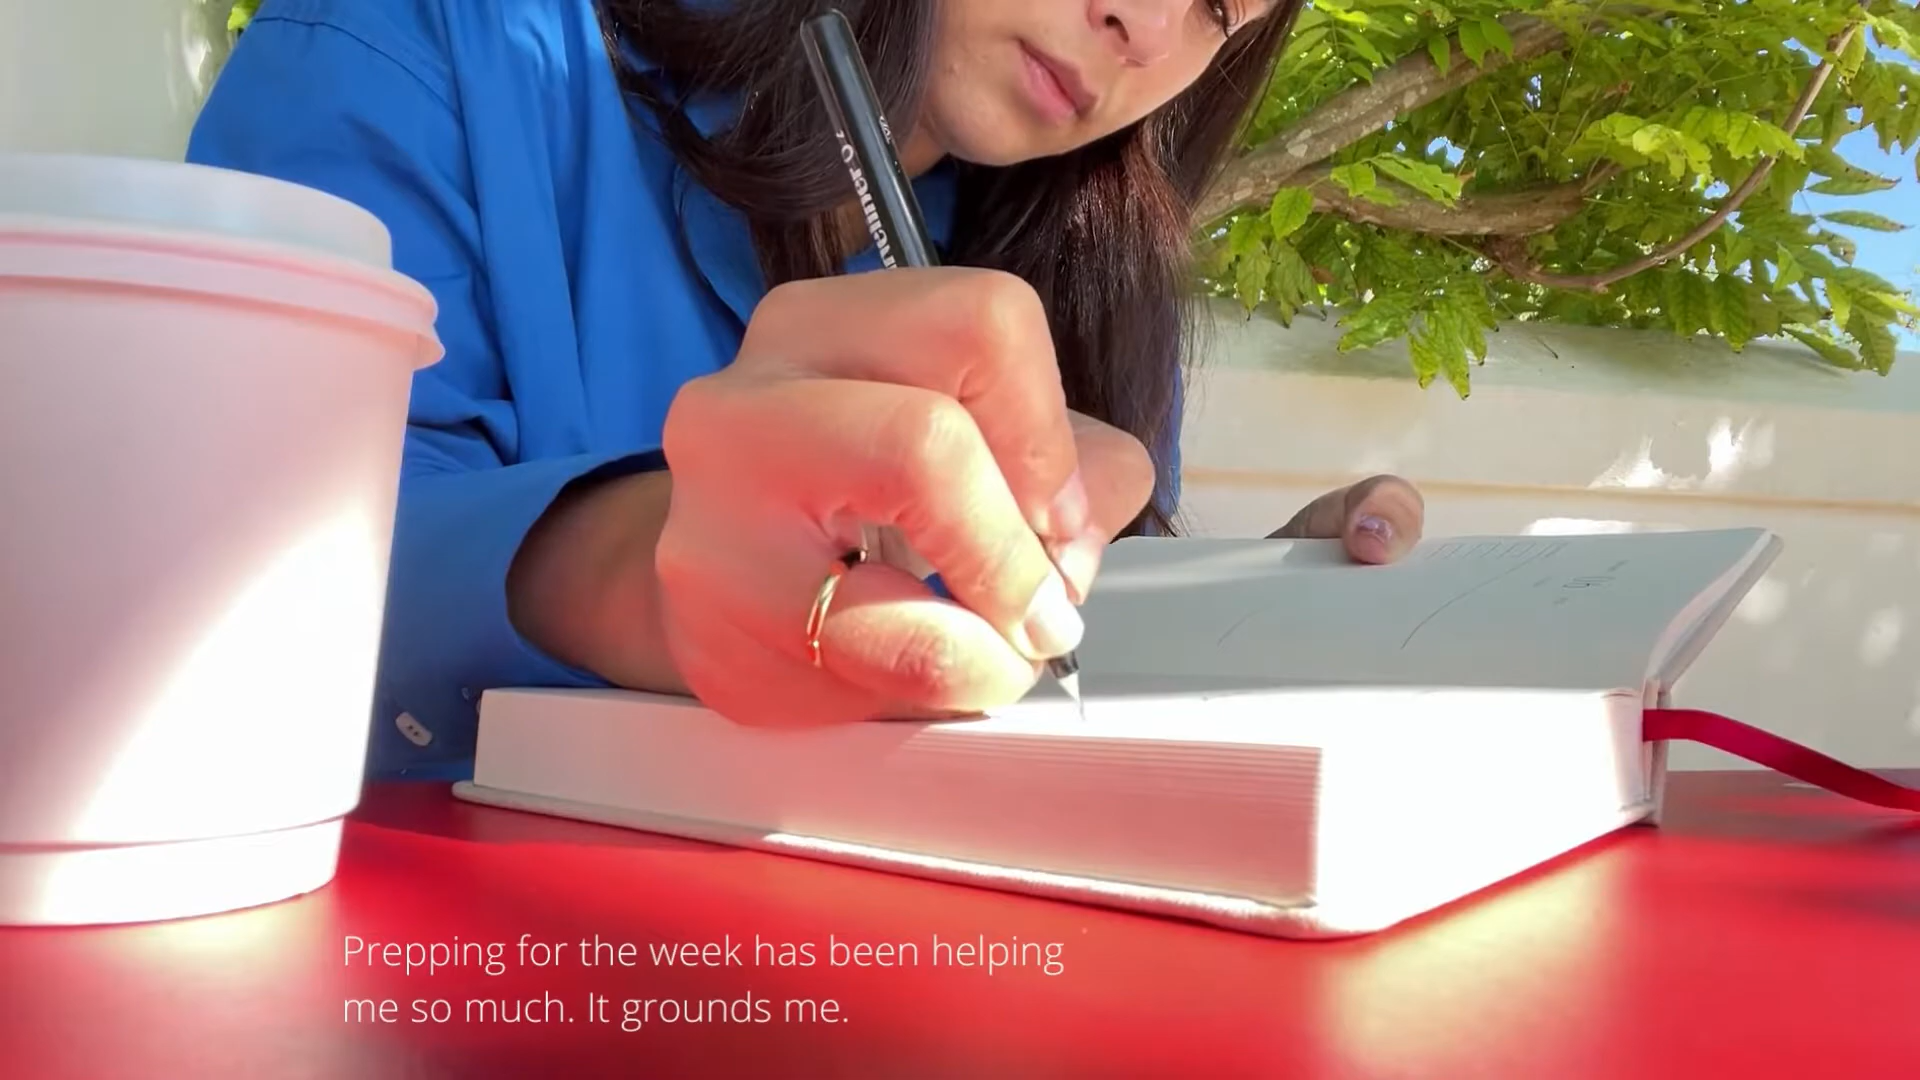 Prepping for the week has been helping
me so much. It grounds me.